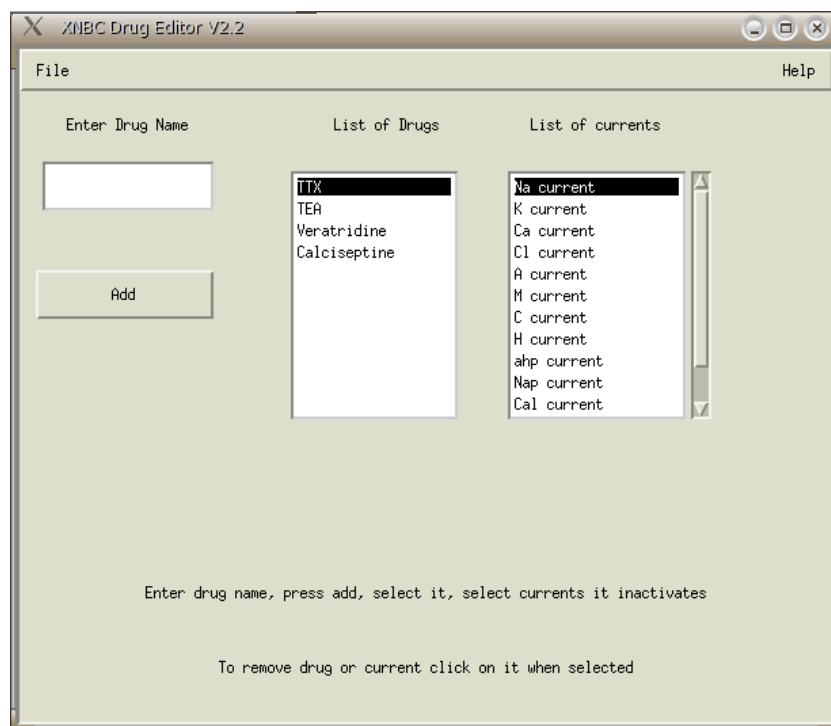 XNBC Drug Editor V2.2
File Help
Enter Drug Name List of Drugs List of currents
TTX
TEA
Veratridine
Calciseptine
Na current
K current
Ca current
Cl current
A current
M current
C current
H current
ahp current
Nap current
Cal current
Add
Enter drug name, press add, select it, select currents it inactivates
To remove drug or current click on it when selected